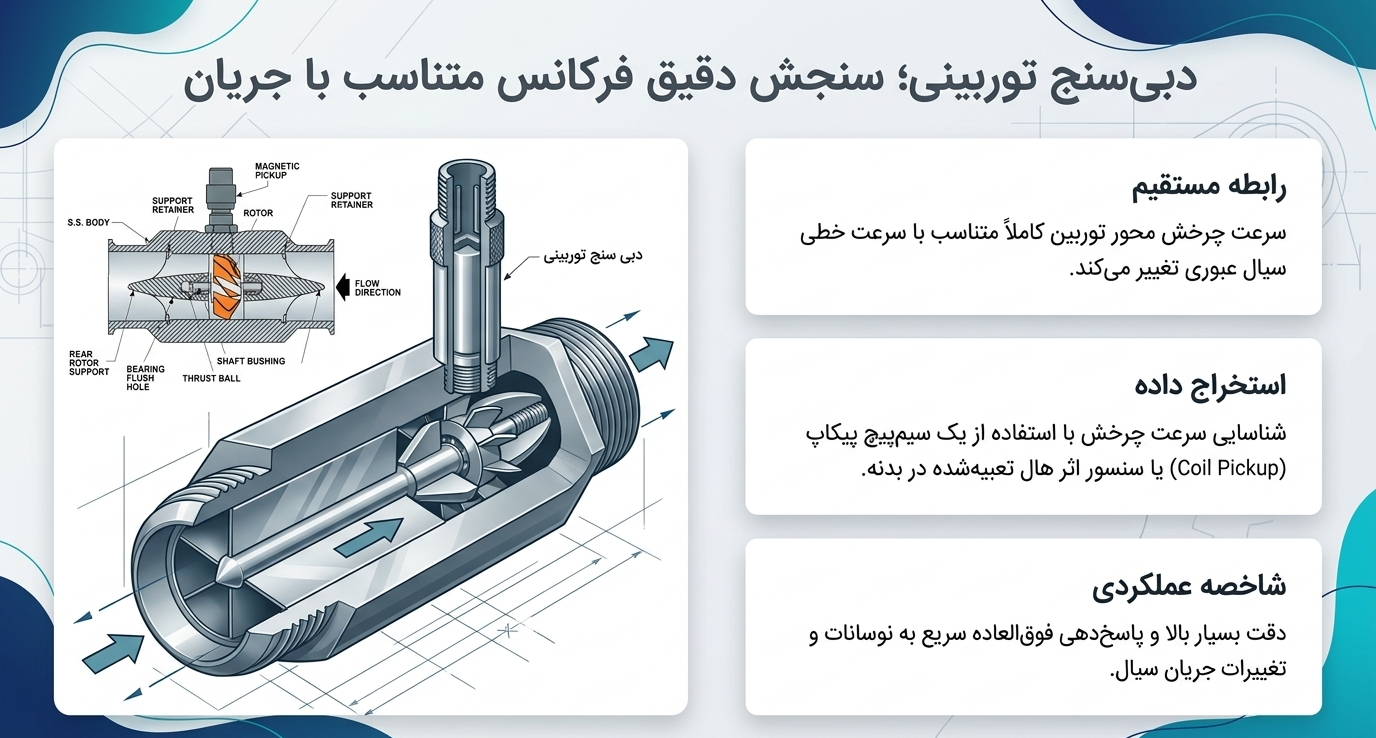 دبی‌سنج توربینی؛ سنجش دقیق فرکانس متناسب با جریان
رابطه مستقیم
سرعت چرخش محور توربین کاملاً متناسب با سرعت خطی
سیال عبوری تغییر می‌کند.
استخراج داده
شناسایی سرعت چرخش با استفاده از یک سیم‌پیچ پیکاپ
(Coil Pickup) یا سنسور اثر هال تعبیه‌شده در بدنه.
شاخصه عملکردی
دقت بسیار بالا و پاسخ‌دهی فوق‌العاده سریع به نوسانات و
تغییرات جریان سیال.
MAGNETIC
PICKUP
SUPPORT
RETAINER
SUPPORT
RETAINER
ROTOR
S.S. BODY
FLOW
DIRECTION
REAR
ROTOR
SUPPORT
BEARING
FLUSH
HOLE
THRUST BALL
SHAFT BUSHING
دبی سنج توربینی